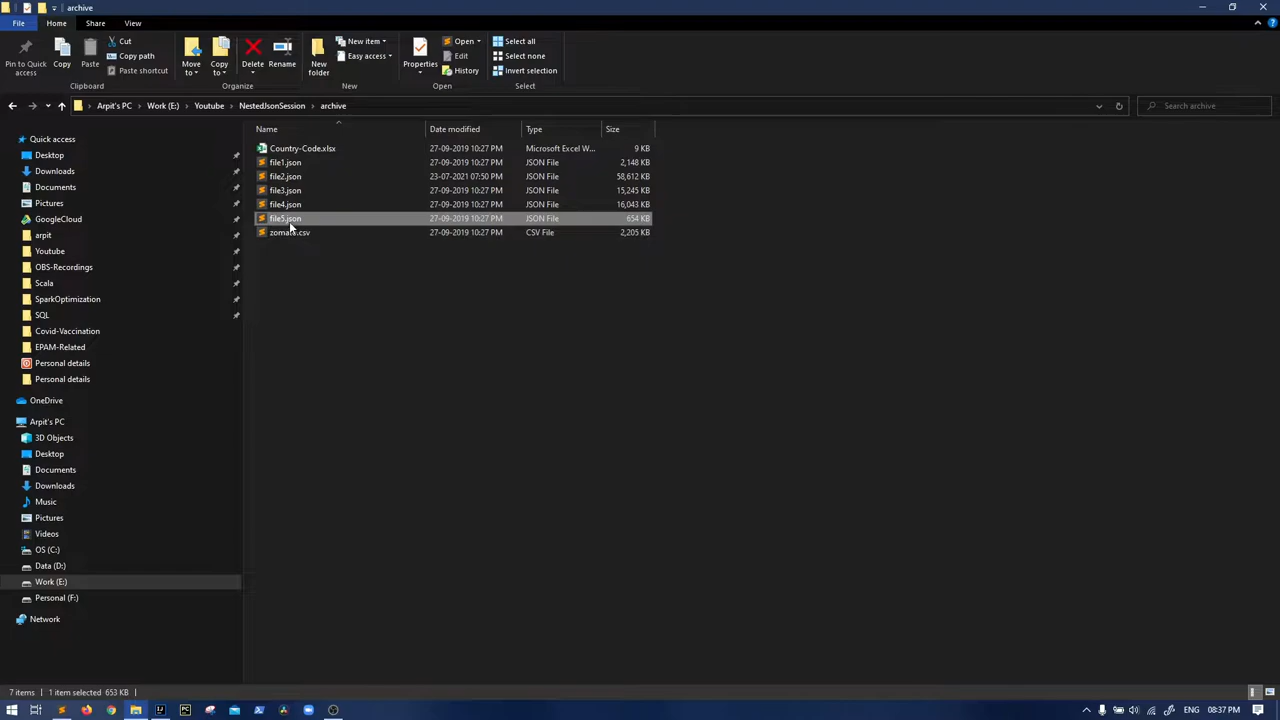 archive
File Home Share View
Pin to Quick access
Copy
Paste
Cut
Copy path
Paste shortcut
Clipboard
Move to
Copy to
Delete
Rename
Organize
New folder
New item
Easy access
New
Properties
Open
Edit
History
Open
Select all
Select none
Invert selection
Select
Arpit's PC > Work (E:) > Youtube > NestedJsonSession > archive
Search archive
Name Date modified Type Size
Country-Code.xlsx 27-09-2019 10:27 PM Microsoft Excel W... 9 KB
file1.json 27-09-2019 10:27 PM JSON File 2,148 KB
file2.json 23-07-2021 07:50 PM JSON File 58,612 KB
file3.json 27-09-2019 10:27 PM JSON File 15,245 KB
file4.json 27-09-2019 10:27 PM JSON File 16,043 KB
file5.json 27-09-2019 10:27 PM JSON File 654 KB
zomato.csv 27-09-2019 10:27 PM CSV File 2,205 KB
Quick access
Desktop
Downloads
Documents
Pictures
GoogleCloud
arpit
Youtube
OBS-Recordings
Scala
SparkOptimization
SQL
Covid-Vaccination
EPAM-Related
Personal details
Personal details
OneDrive
Arpit's PC
3D Objects
Desktop
Documents
Downloads
Music
Pictures
Videos
OS (C:)
Data (D:)
Work (E:)
Personal (F:)
Network
7 items 1 item selected 653 KB
ENG 08:37 PM